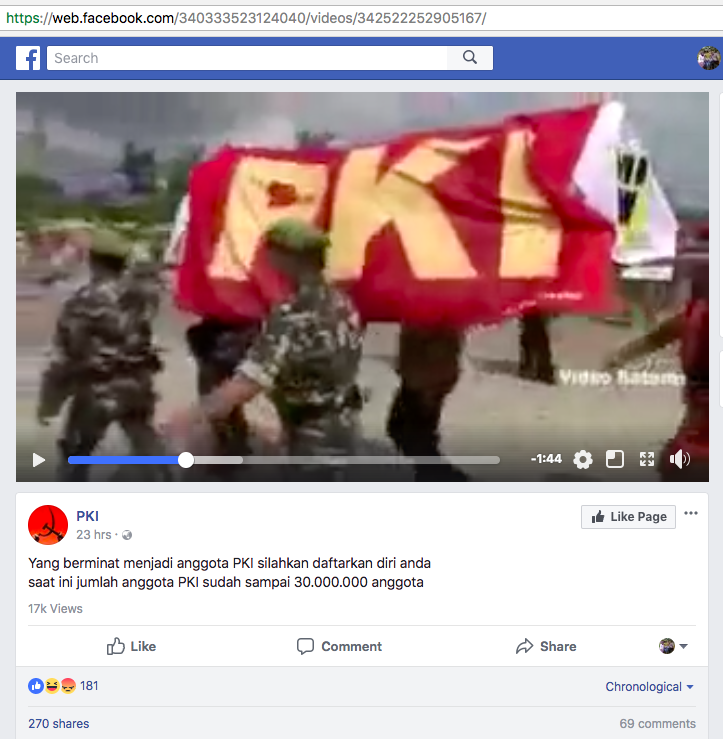 https://web.facebook.com/340333523124040/videos/342522252905167/
Search
PKI
Video Batam
-1:44
PKI
23 hrs ·
Like Page
Yang berminat menjadi anggota PKI silahkan daftarkan diri anda
saat ini jumlah anggota PKI sudah sampai 30.000.000 anggota
17k Views
Like Comment Share
181
Chronological
270 shares
69 comments